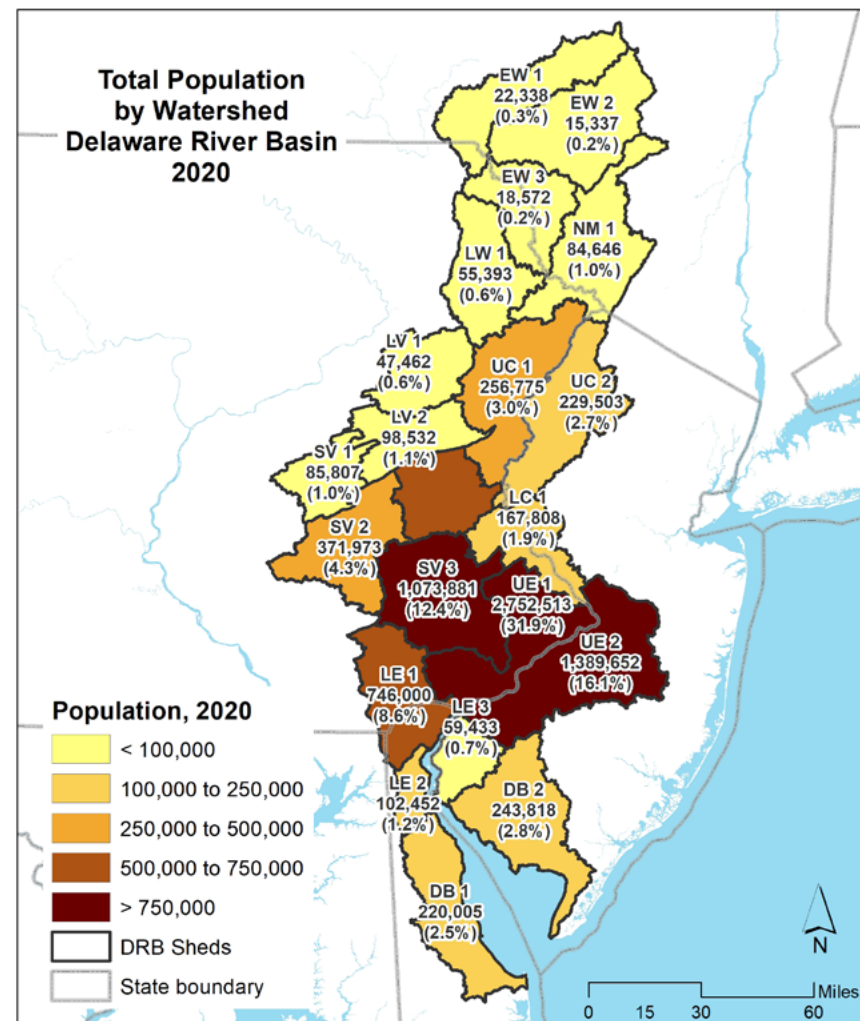 Total Population
by Watershed
Delaware River Basin
2020
EW 1
22,338
(0.3%)
EW 2
15,337
(0.2%)
EW 3
18,572
(0.2%)
NM 1
84,646
(1.0%)
LW 1
55,393
(0.6%)
LV 1
47,462
(0.6%)
UC 1
256,775
(3.0%)
UC 2
229,503
(2.7%)
LV 2
98,532
(1.1%)
SV 1
85,807
(1.0%)
LC 1
167,808
(1.9%)
SV 2
371,973
(4.3%)
SV 3
1,073,881
(12.4%)
UE 1
2,752,513
(31.9%)
UE 2
1,389,652
(16.1%)
LE 1
746,000
(8.6%)
LE 3
59,433
(0.7%)
LE 2
102,452
(1.2%)
DB 2
243,818
(2.8%)
DB 1
220,005
(2.5%)
Population, 2020
< 100,000
100,000 to 250,000
250,000 to 500,000
500,000 to 750,000
> 750,000
DRB Sheds
State boundary
N
Miles
0 15 30 60